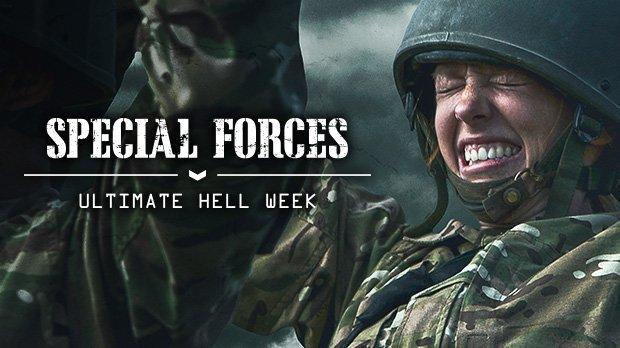 SPECIAL FORCES
ULTIMATE HELL WEEK